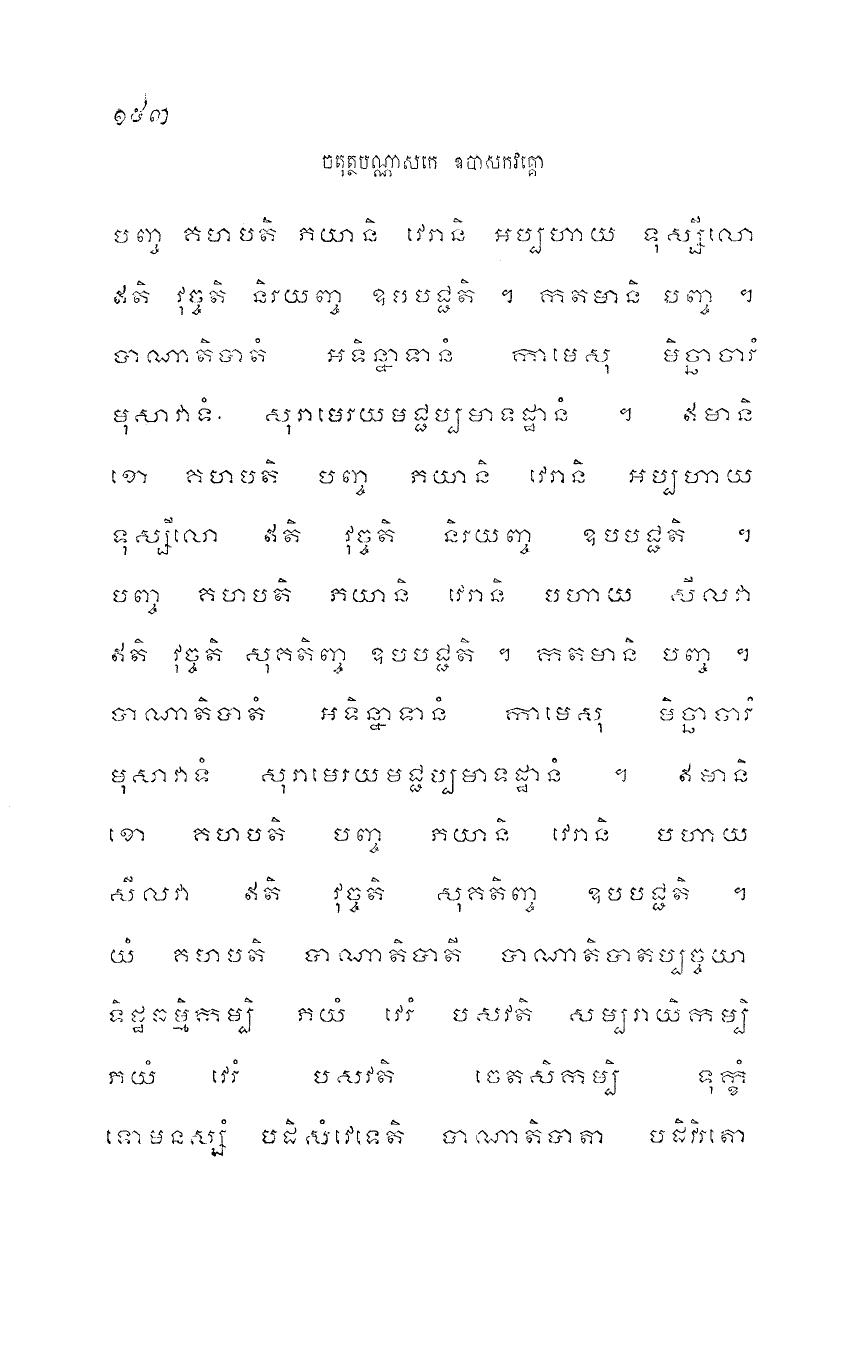 ១៥៣
ចតុត្ថបណ្ណាសកេ ឧបាសកវគ្គោ
បញ្ច គហបតិ ភយានិ វេរានិ អប្បហាយ ទុស្សីលោ
ឥតិ វុច្ចតិ និរយញ្ច ឧបបជ្ជតិ ។ កតមានិ បញ្ច ។
បាណាតិបាតំ អទិន្នាទានំ កាមេសុ មិច្ឆាចារំ
មុសាវាទំ សុរាមេរយមជ្ជប្បមាទដ្ឋានំ ។ ឥមានិ
ខោ គហបតិ បញ្ច ភយានិ វេរានិ អប្បហាយ
ទុស្សីលោ ឥតិ វុច្ចតិ និរយញ្ច ឧបបជ្ជតិ ។
បញ្ច គហបតិ ភយានិ វេរានិ បហាយ សីលវា
ឥតិ វុច្ចតិ សុគតិញ្ច ឧបបជ្ជតិ ។ កតមានិ បញ្ច ។
បាណាតិបាតំ អទិន្នាទានំ កាមេសុ មិច្ឆាចារំ
មុសាវាទំ សុរាមេរយមជ្ជប្បមាទដ្ឋានំ ។ ឥមានិ
ខោ គហបតិ បញ្ច ភយានិ វេរានិ បហាយ
សីលវា ឥតិ វុច្ចតិ សុគតិញ្ច ឧបបជ្ជតិ ។
យំ គហបតិ បាណាតិបាតី បាណាតិបាតប្បច្ចយា
ទិដ្ឋធម្មិកម្បិ ភយំ វេរំ បសវតិ សម្បរាយិកម្បិ
ភយំ វេរំ បសវតិ ចេតសិកម្បិ ទុក្ខំ
ទោមនស្សំ បដិសំវេទេតិ បាណាតិបាតា បដិវិរតោ